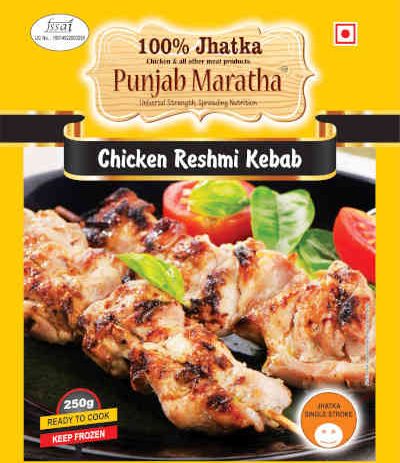 fssai
100% Jhatka
Chicken & all other meat products
Punjab Maratha™
Universal Strength, Spreading Nutrition
Chicken Reshmi Kebab
250g
READY TO COOK
KEEP FROZEN
JHATKA
SINGLE STROKE